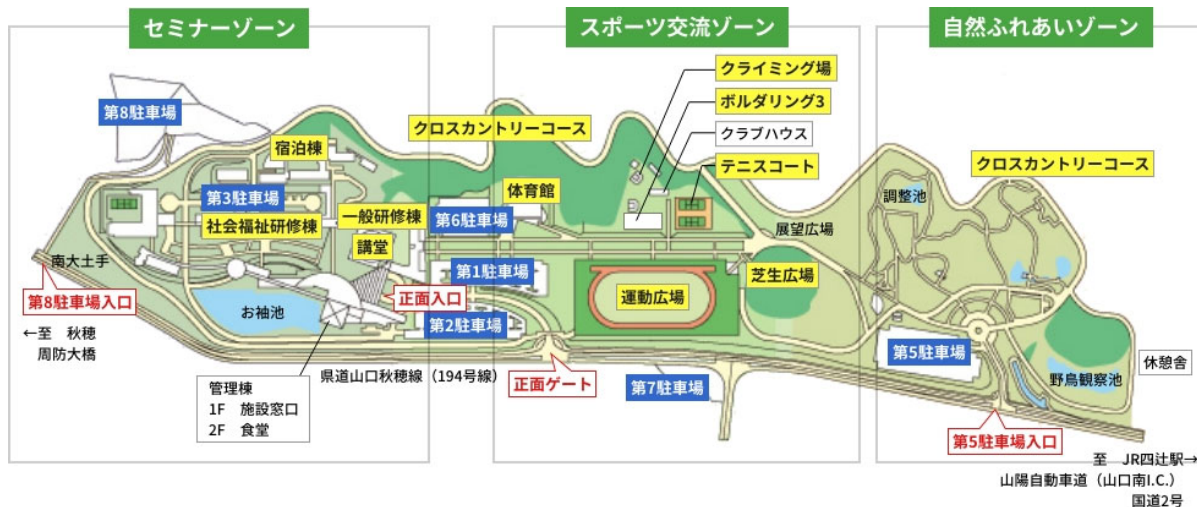 セミナーゾーン
スポーツ交流ゾーン
自然ふれあいゾーン
クライミング場
ボルダリング3
クラブハウス
テニスコート
第8駐車場
クロスカントリーコース
宿泊棟
クロスカントリーコース
第3駐車場
体育館
調整池
社会福祉研修棟
一般研修棟
第6駐車場
展望広場
講堂
南大土手
第1駐車場
芝生広場
第8駐車場入口
正面入口
運動広場
お袖池
第2駐車場
←至 秋穂
周防大橋
第5駐車場
休憩舎
県道山口秋穂線（194号線）
正面ゲート
第7駐車場
野鳥観察池
管理棟
1F 施設窓口
2F 食堂
第5駐車場入口
至 JR四辻駅→
山陽自動車道（山口南I.C.）
国道2号